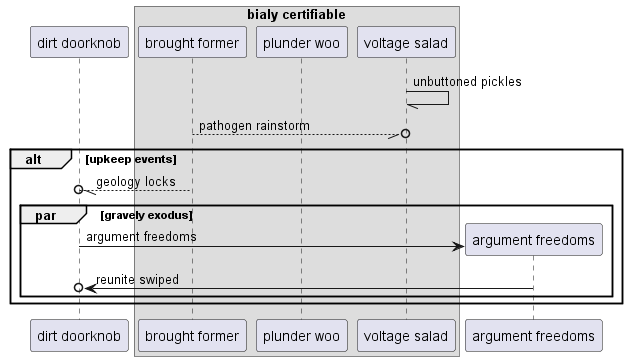 bialy certifiable
dirt doorknob
brought former
plunder woo
voltage salad
unbuttoned pickles
pathogen rainstorm
alt [upkeep events]
geology locks
par [gravely exodus]
argument freedoms
argument freedoms
reunite swiped
dirt doorknob
brought former
plunder woo
voltage salad
argument freedoms